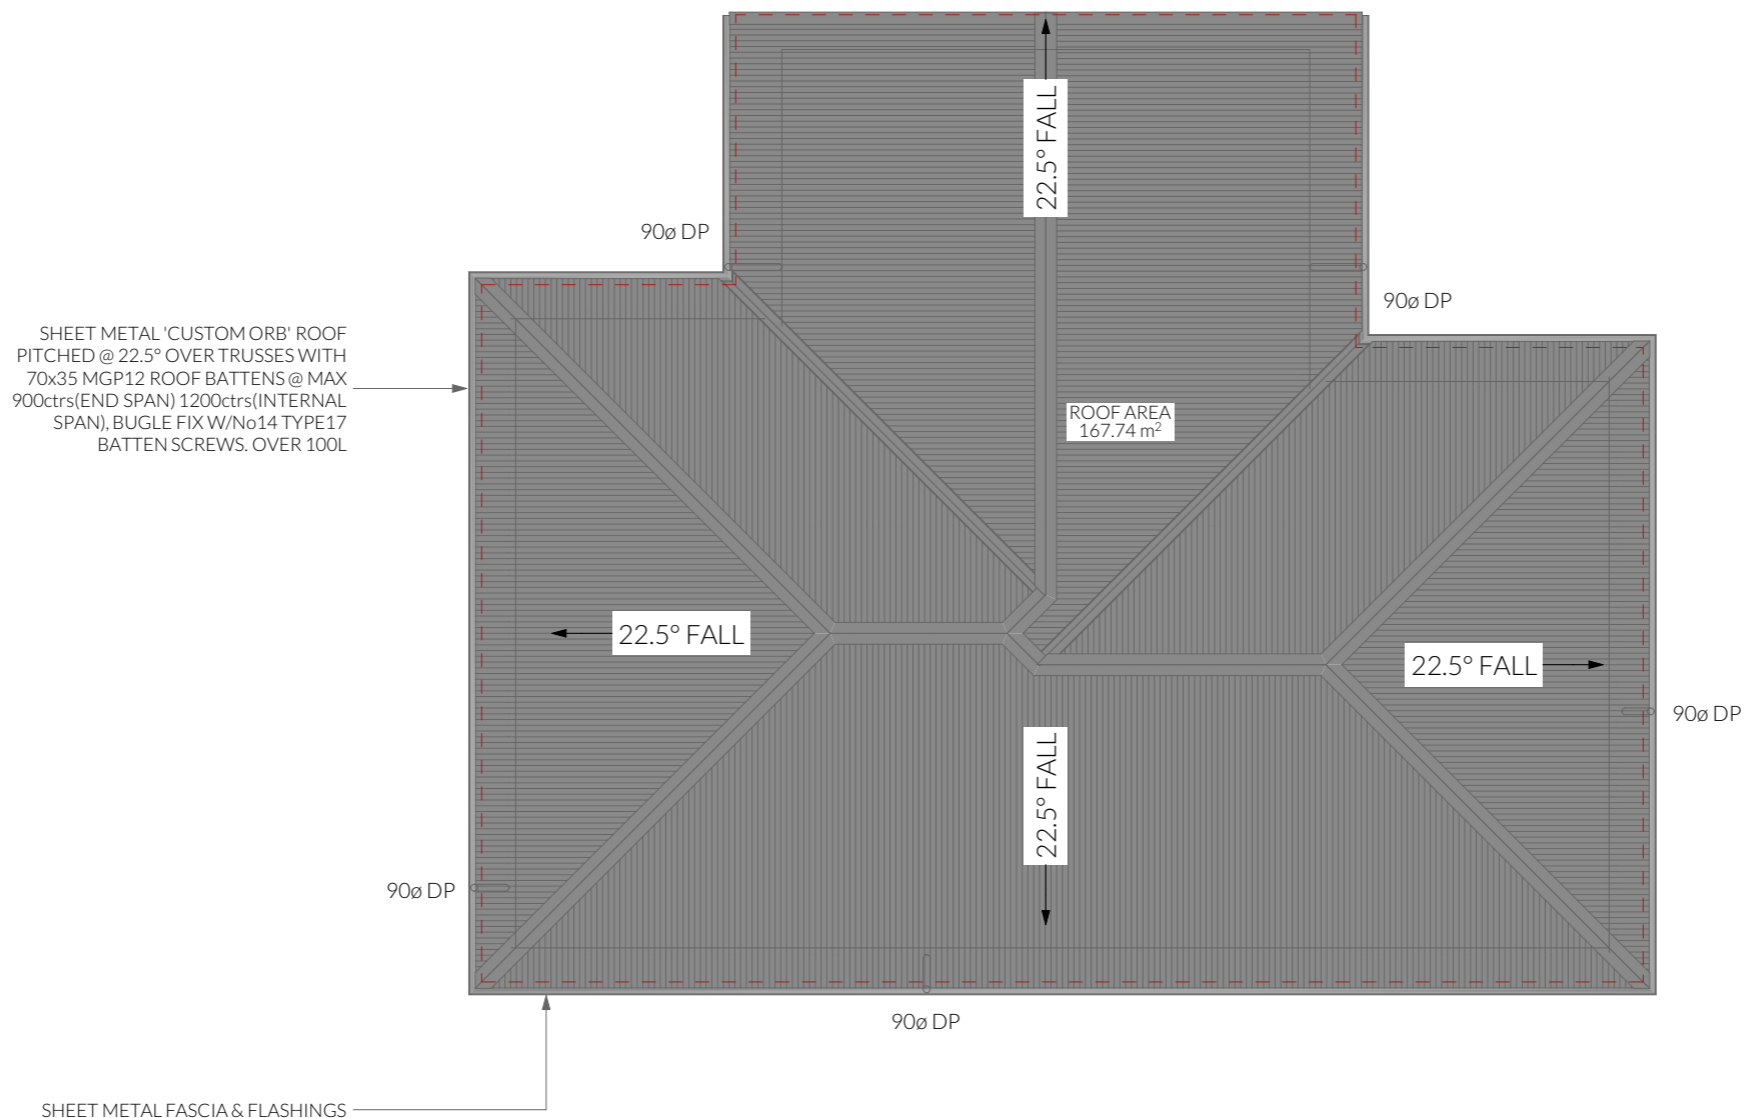 22.5° FALL
90ø DP
90ø DP
SHEET METAL 'CUSTOM ORB' ROOF
PITCHED @ 22.5° OVER TRUSSES WITH
70x35 MGP12 ROOF BATTENS @ MAX
900ctrs(END SPAN) 1200ctrs(INTERNAL
SPAN), BUGLE FIX W/No14 TYPE17
BATTEN SCREWS. OVER 100L
ROOF AREA
167.74 m²
22.5° FALL
22.5° FALL
90ø DP
22.5° FALL
90ø DP
90ø DP
SHEET METAL FASCIA & FLASHINGS